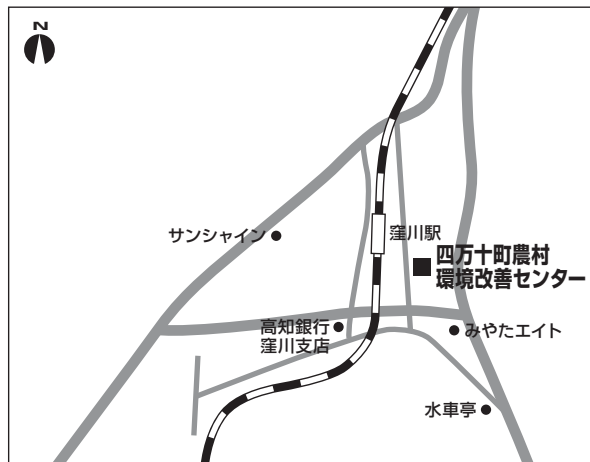 N
サンシャイン
窪川駅
四万十町農村
環境改善センター
高知銀行
窪川支店
みやたエイト
水車亭